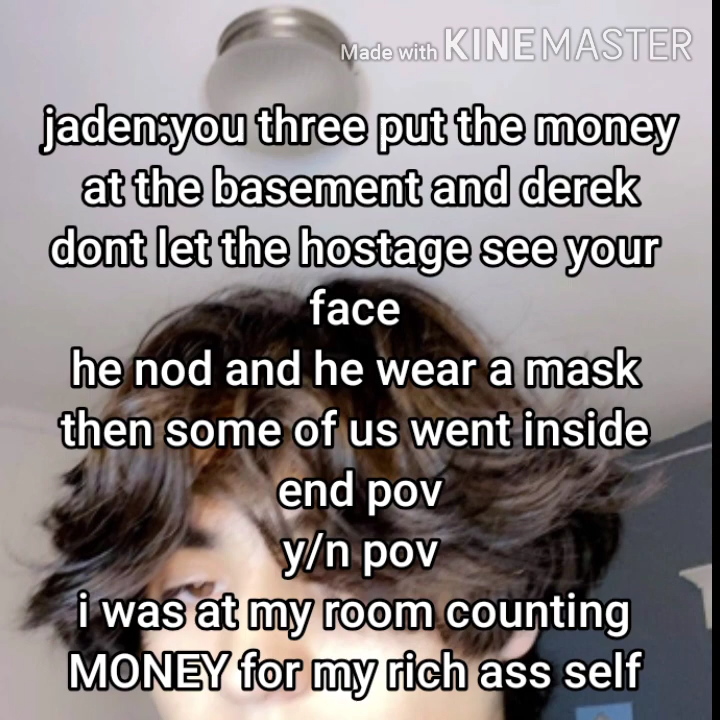 Made with KINEMASTER
jaden:you three put the money
at the basement and derek
dont let the hostage see your
face
he nod and he wear a mask
then some of us went inside
end pov
y/n pov
i was at my room counting
MONEY for my rich ass self